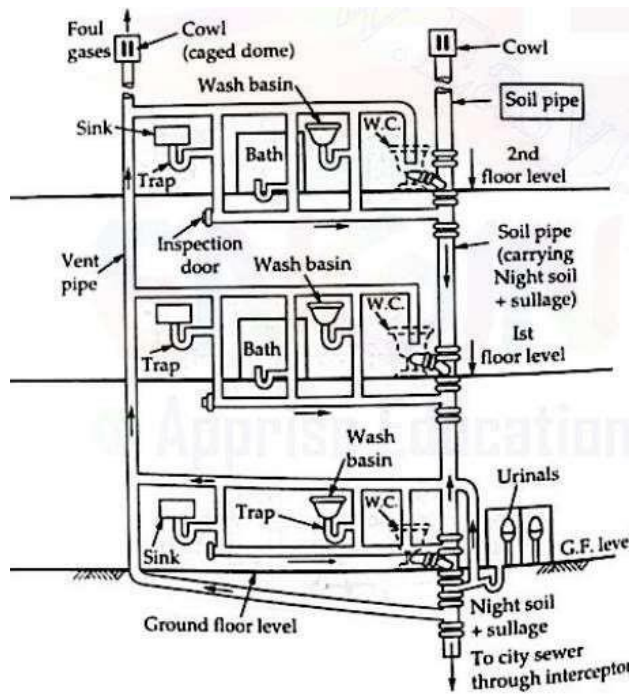 Foul
gases
Cowl
(caged dome)
Cowl
Wash basin
Soil pipe
Sink
W.C.
Bath
Trap
2nd
floor level
Inspection
door
Soil pipe
(carrying
Night soil
+ sullage)
Vent
pipe
Wash basin
W.C.
Trap
Bath
Ist
floor level
Apprise Education
Wash
basin
Urinals
Trap
W.C.
Sink
G.F. leve
Ground floor level
Night soil
+ sullage
To city sewer
through interceptor